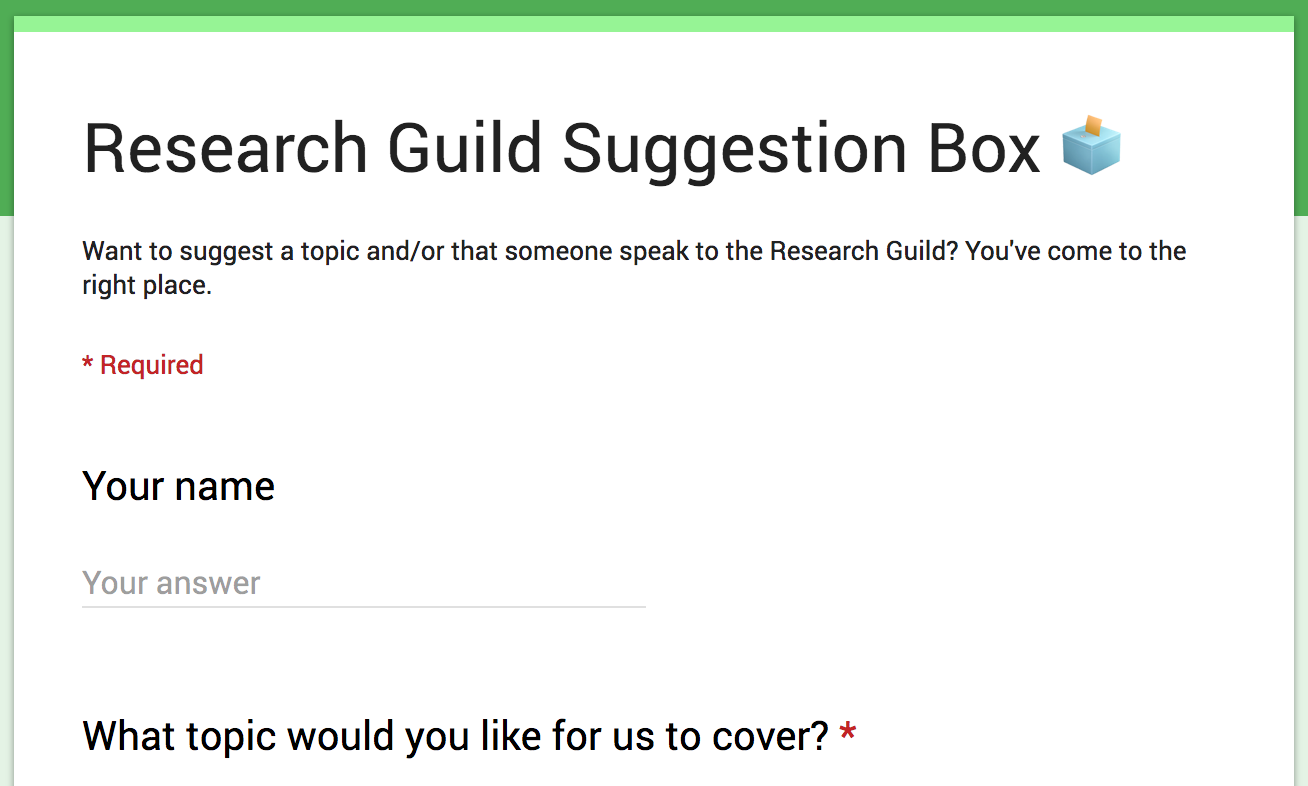 Research Guild Suggestion Box 🗳️
Want to suggest a topic and/or that someone speak to the Research Guild? You've come to the
right place.
* Required
Your name
Your answer
What topic would you like for us to cover? *